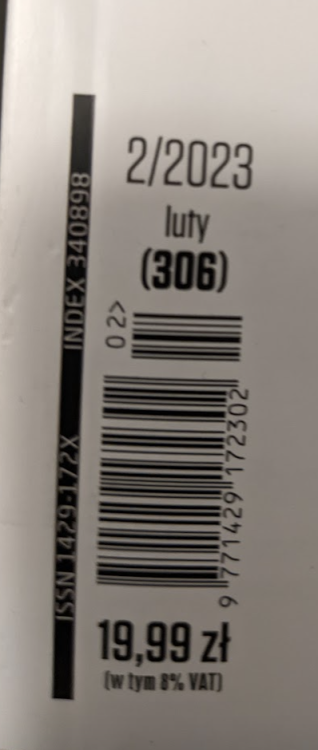 2/2023
luty
(306)
02>
9 771429 172302
ISSN 1429-172X INDEX 340898
19,99 zł
(w tym 8% VAT)